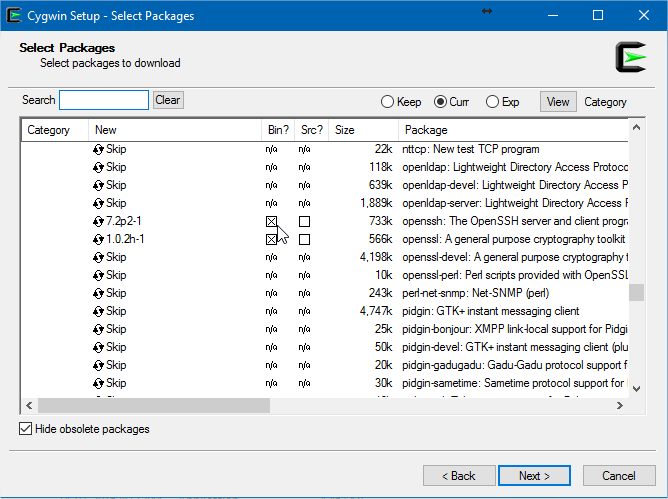 Cygwin Setup - Select Packages
Select Packages
Select packages to download
Search Clear Keep Curr Exp View Category
Category New Bin? Src? Size Package
Skip n/a n/a 22k nttcp: New test TCP program
Skip n/a n/a 118k openldap: Lightweight Directory Access Protoco
Skip n/a n/a 639k openldap-devel: Lightweight Directory Access P
Skip n/a n/a 1,889k openldap-server: Lightweight Directory Access
7.2p2-1 733k openssh: The OpenSSH server and client progra
1.0.2h-1 566k openssl: A general purpose cryptography toolkit
Skip n/a n/a 4,198k openssl-devel: A general purpose cryptography t
Skip n/a n/a 10k openssl-perl: Perl scripts provided with OpenSSL
Skip n/a n/a 243k perl-net-snmp: Net-SNMP (perl)
Skip n/a n/a 4,747k pidgin: GTK+ instant messaging client
Skip n/a n/a 25k pidgin-bonjour: XMPP link-local support for Pidgi
Skip n/a n/a 50k pidgin-devel: GTK+ instant messaging client (plu
Skip n/a n/a 20k pidgin-gadugadu: Gadu-Gadu protocol support f
Skip n/a n/a 30k pidgin-sametime: Sametime protocol support for
Skip n/a n/a
Hide obsolete packages
< Back Next > Cancel